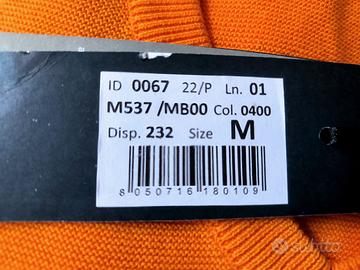 ID 0067 22/P Ln. 01
M537 /MB00 Col. 0400
Disp. 232 Size M
8 050716 180109
subito